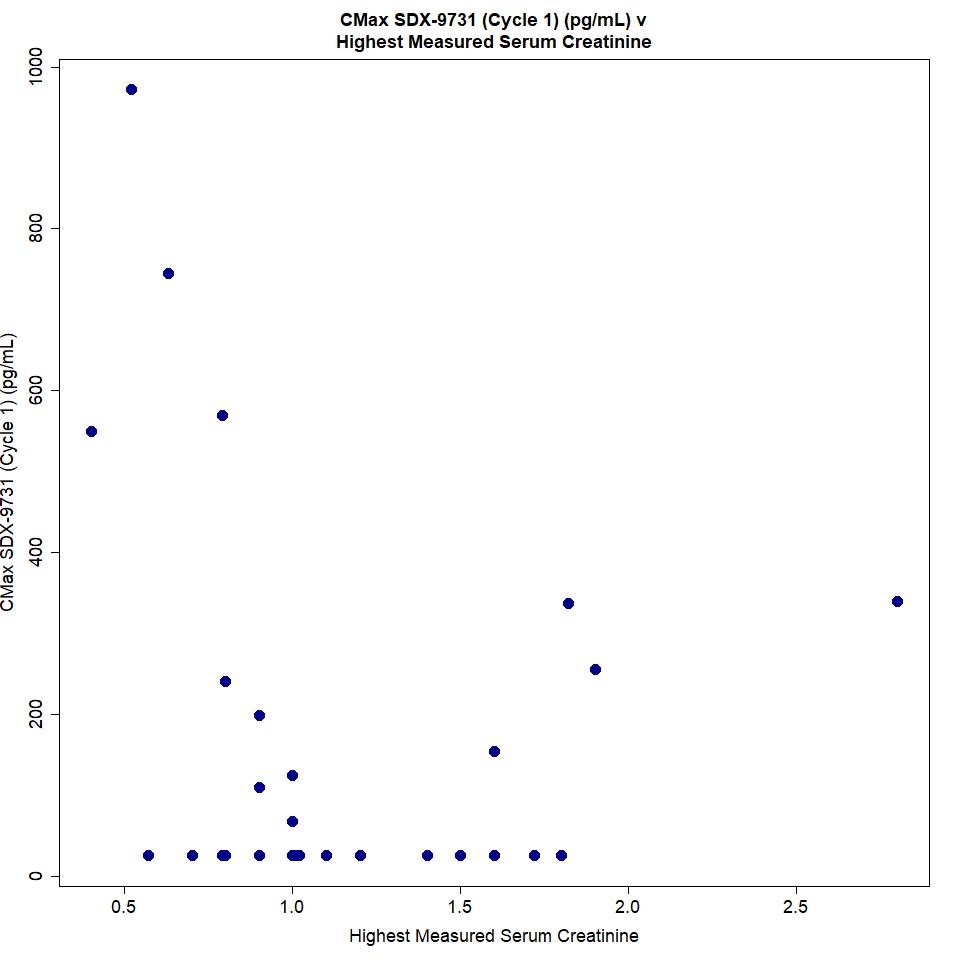 CMax SDX-9731 (Cycle 1) (pg/mL) v
Highest Measured Serum Creatinine
CMax SDX-9731 (Cycle 1) (pg/mL)
1000
800
600
400
200
0
0.5 1.0 1.5 2.0 2.5
Highest Measured Serum Creatinine